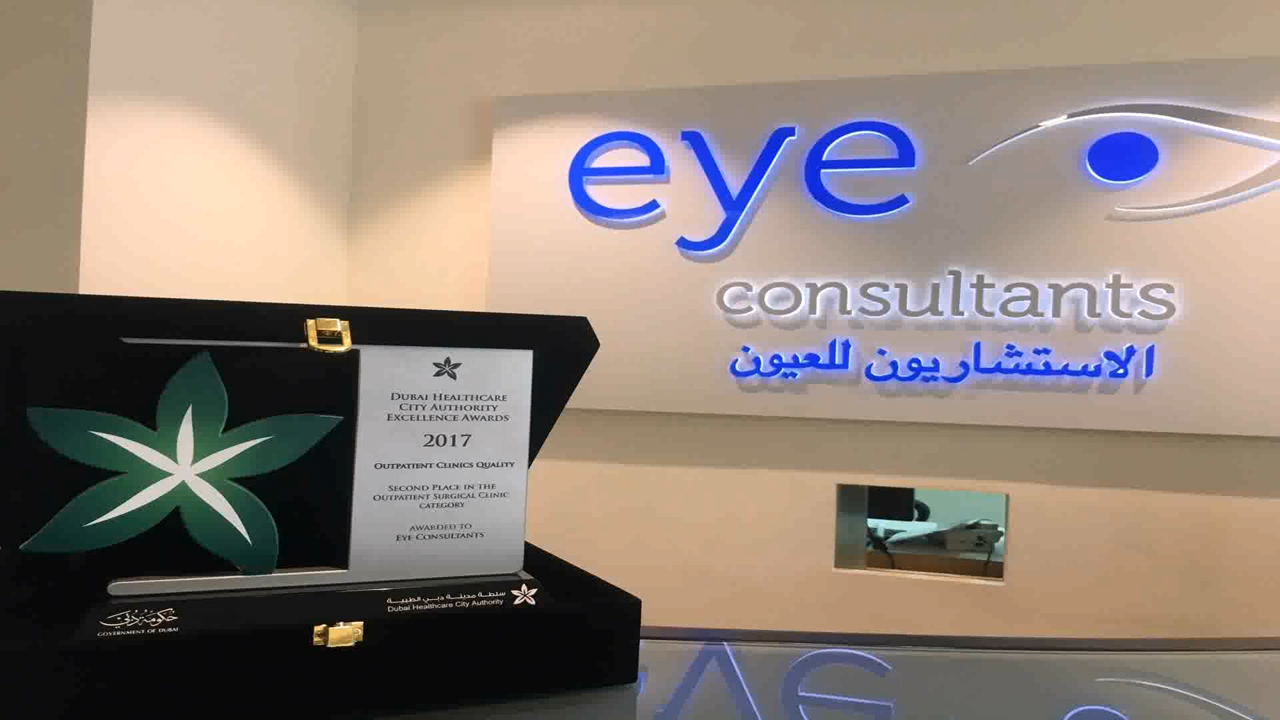 eye
consultants
الاستشاريون للعيون
DUBAI HEALTHCARE
CITY AUTHORITY
EXCELLENCE AWARDS
2017
OUTPATIENT CLINICS QUALITY
SECOND PLACE IN THE
OUTPATIENT SURGICAL CLINIC
CATEGORY
AWARDED TO
EYE CONSULTANTS
سلطة مدينة دبي الطبية
Dubai Healthcare City Authority
حكومة دبي
GOVERNMENT OF DUBAI